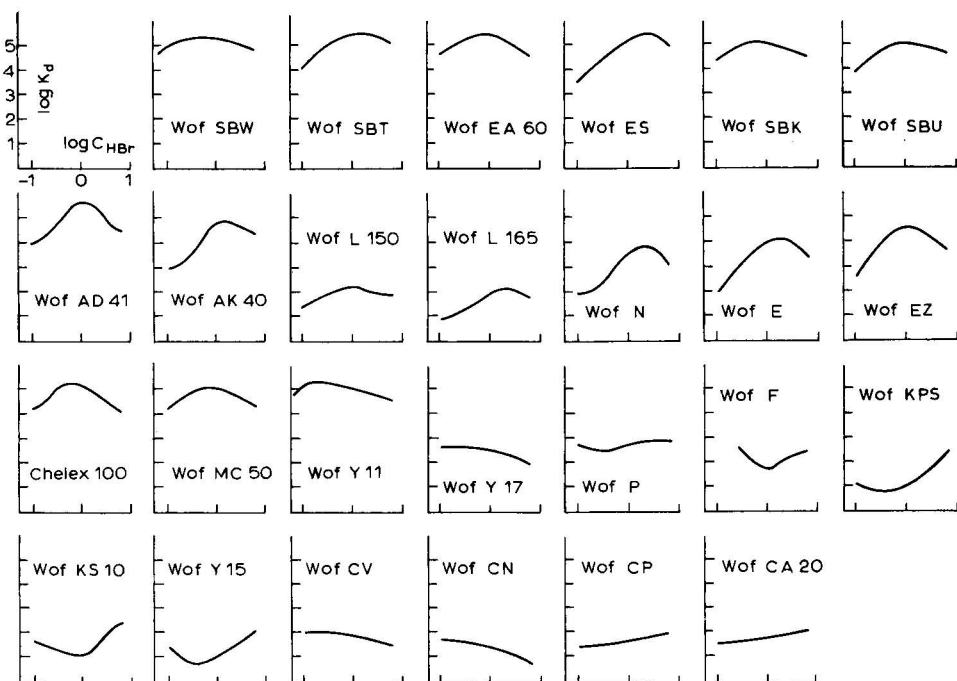 5
4
3
2
1
log Kd
log CHBr
-1 0 1
Wof SBW
Wof SBT
Wof EA 60
Wof ES
Wof SBK
Wof SBU
Wof AD 41
Wof AK 40
Wof L 150
Wof L 165
Wof N
Wof E
Wof EZ
Chelex 100
Wof MC 50
Wof Y 11
Wof Y 17
Wof P
Wof F
Wof KPS
Wof KS 10
Wof Y 15
Wof CV
Wof CN
Wof CP
Wof CA 20